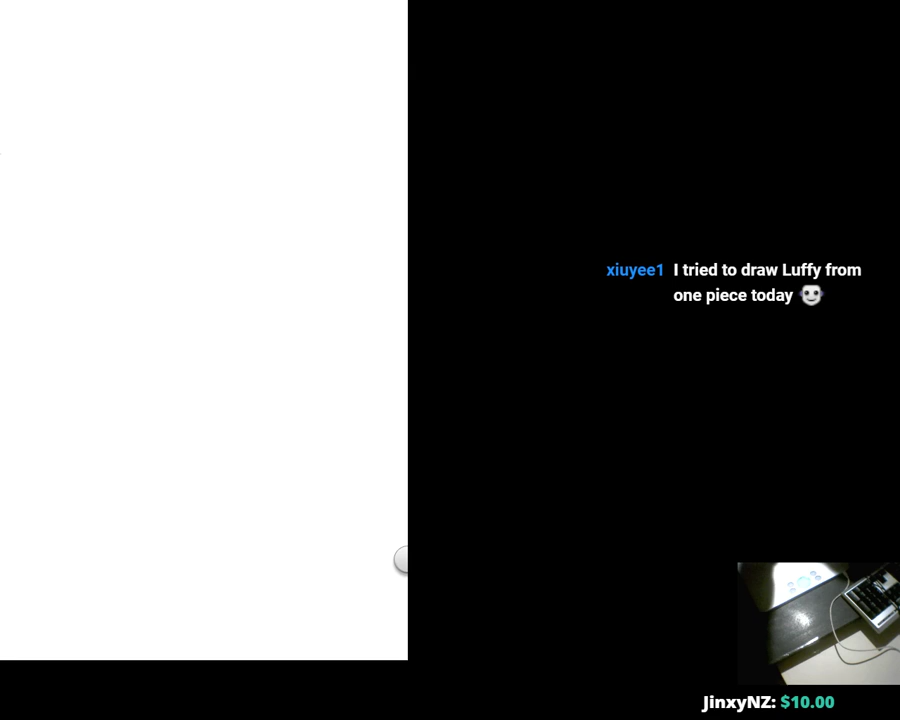 xiuyee1 I tried to draw Luffy from
one piece today
JinxyNZ: $10.00